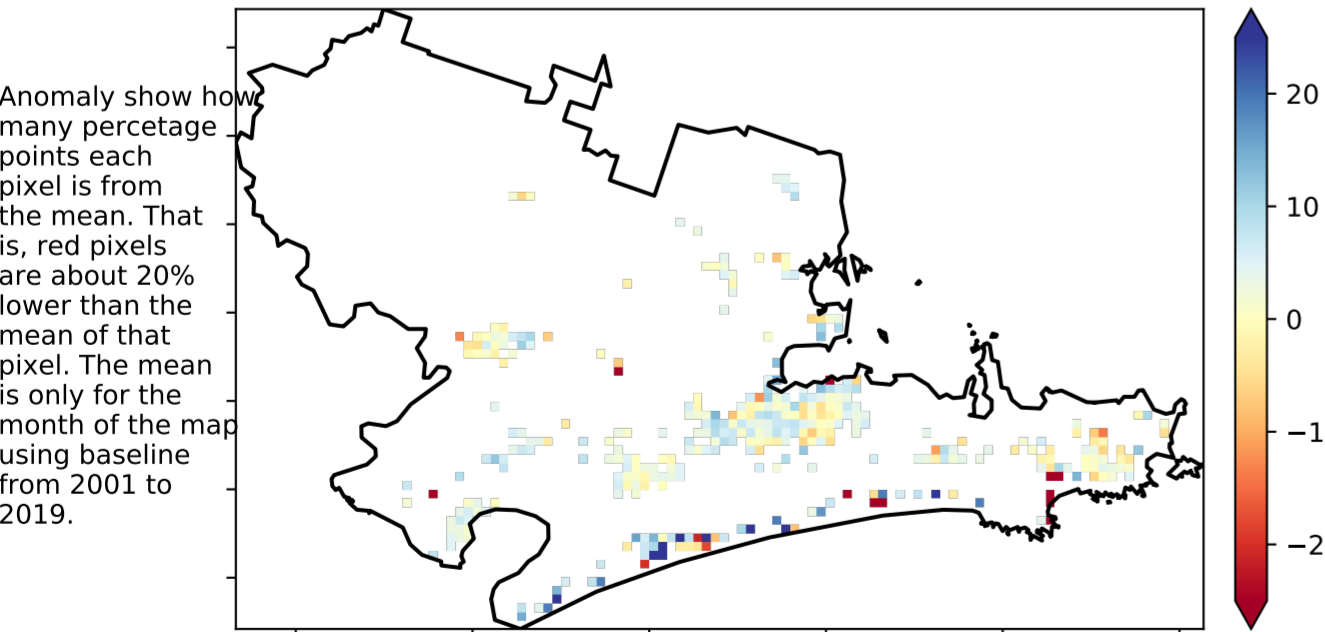 Anomaly show how
many percetage
points each
pixel is from
the mean. That
is, red pixels
are about 20%
lower than the
mean of that
pixel. The mean
is only for the
month of the map
using baseline
from 2001 to
2019.
20
10
0
−1
−1
−2